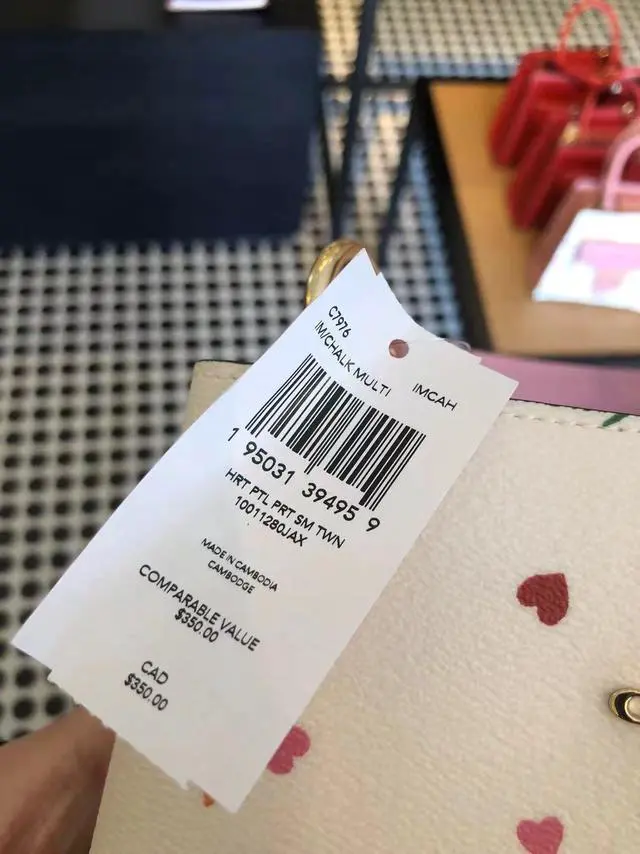 C7976
IM/CHALK MULTI IMCAH
1 95031 39495 9
HRT PTL PRT SM TWN
10011280JAX
MADE IN CAMBODIA
CAMBODGE
COMPARABLE VALUE
$350.00
CAD
$350.00